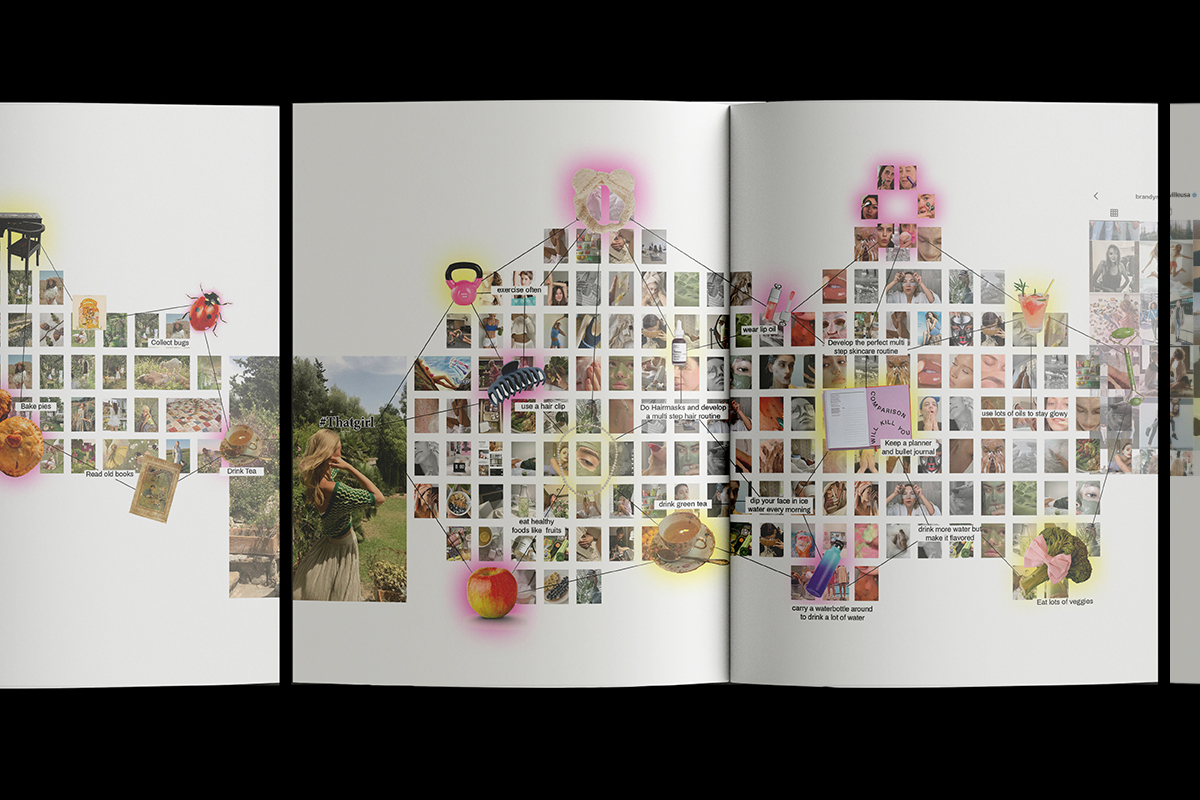 Collect bugs
Bake pies
Read old books
Drink Tea
#Thatgirl
exercise often
use a hair clip
Do Hairmasks and develop
a multi step hair routine
drink green tea
eat healthy
foods like fruits
wear lip oil
Develop the perfect multi
step skincare routine
COMPARISON
WILL KILL YOU
Keep a planner
and bullet journal
use lots of oils to stay glowy
dip your face in ice
water every morning
drink more water but
make it flavored
carry a waterbottle around
to drink a lot of water
Eat lots of veggies